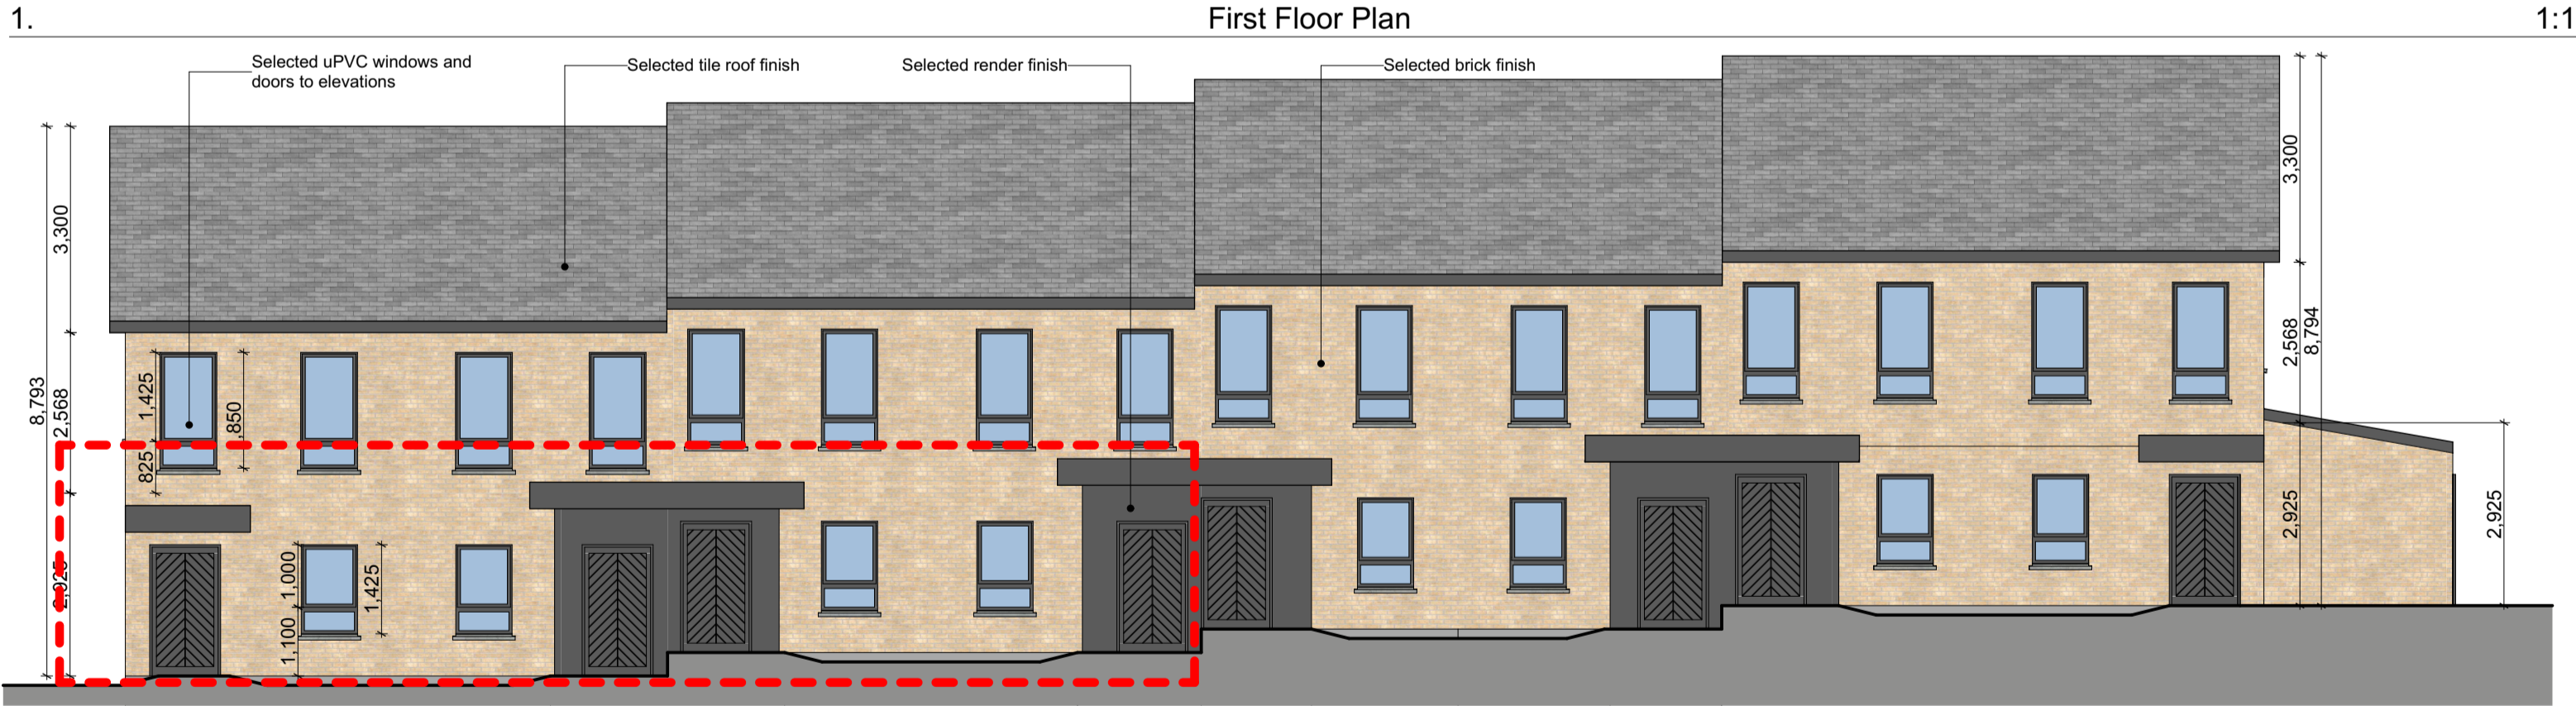 1.
First Floor Plan
1:1
Selected uPVC windows and
doors to elevations
Selected tile roof finish
Selected render finish
Selected brick finish
8,793
3,300
2,568
2,925
1,425
825
,850
1,000
1,100
1,425
3,300
2,568
8,794
2,925
2,925